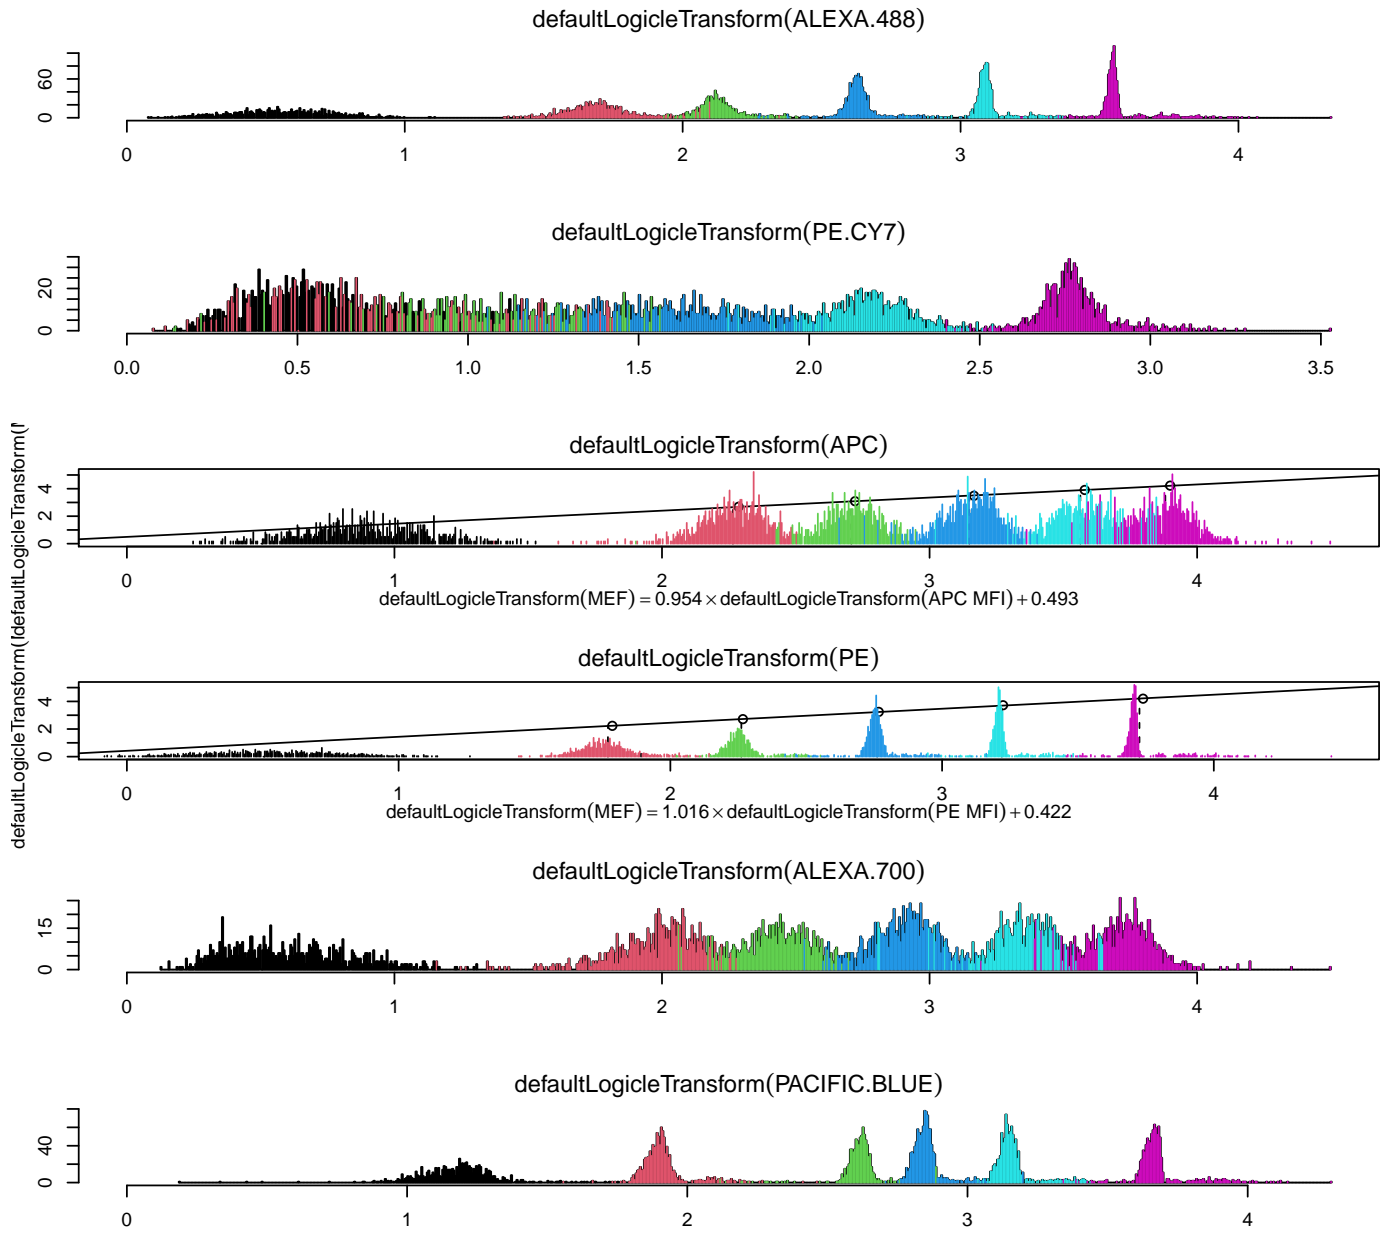 defaultLogicleTransform(ALEXA.488)
60
0
0 1 2 3 4
defaultLogicleTransform(PE.CY7)
20
0
0.0 0.5 1.0 1.5 2.0 2.5 3.0 3.5
defaultLogicleTransform(APC)
4
2
0
0 1 2 3 4
defaultLogicleTransform(MEF) = 0.954 × defaultLogicleTransform(APC MFI) + 0.493
defaultLogicleTransform(PE)
4
2
0
0 1 2 3 4
defaultLogicleTransform(MEF) = 1.016 × defaultLogicleTransform(PE MFI) + 0.422
defaultLogicleTransform(
defaultLogicleTransform(
defaultLogicleTransform(ALEXA.700)
15
0
0 1 2 3 4
defaultLogicleTransform(PACIFIC.BLUE)
40
0
0 1 2 3 4